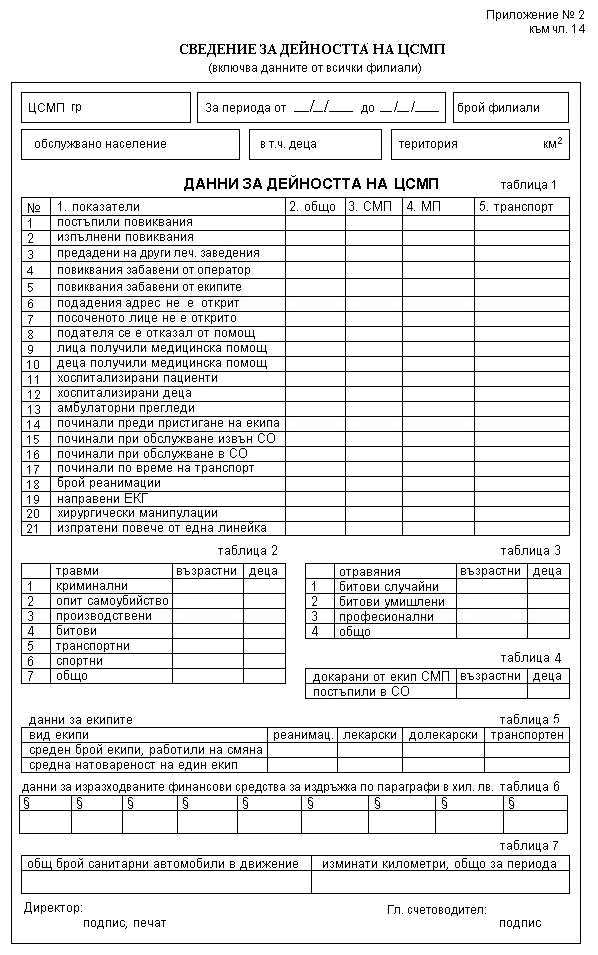 Приложение № 2
към чл. 14
СВЕДЕНИЕ ЗА ДЕЙНОСТТА НА ЦСМП
(включва данните от всички филиали)
ЦСМП гр За периода от __/__/___ до __/__/___ брой филиали
обслужвано население в т.ч. деца територия км²
ДАННИ ЗА ДЕЙНОСТТА НА ЦСМП таблица 1
№ 1. показатели 2. общо 3. СМП 4. МП 5. транспорт
1 постъпили повиквания
2 изпълнени повиквания
3 предадени на други леч. заведения
4 повиквания забавени от оператор
5 повиквания забавени от екипите
6 подадения адрес не е открит
7 посоченото лице не е открито
8 подателя се е отказал от помощ
9 лица получили медицинска помощ
10 деца получили медицинска помощ
11 хоспитализирани пациенти
12 хоспитализирани деца
13 амбулаторни прегледи
14 починали преди пристигане на екипа
15 починали при обслужване извън СО
16 починали при обслужване в СО
17 починали по време на транспорт
18 брой реанимации
19 направени ЕКГ
20 хирургически манипулации
21 изпратени повече от една линейка
таблица 2
травми възрастни деца
1 криминални
2 опит самоубийство
3 производствени
4 битови
5 транспортни
6 спортни
7 общо
таблица 3
отравяния възрастни деца
1 битови случайни
2 битови умишлени
3 професионални
4 общо
таблица 4
докарани от екип СМП възрастни деца
постъпили в СО
данни за екипите таблица 5
вид екипи реанимац. лекарски долекарски транспортен
среден брой екипи, работили на смяна
средна натовареност на един екип
данни за изразходваните финансови средства за издръжка по параграфи в хил. лв. таблица 6
§ § § § § § § § §
таблица 7
общ брой санитарни автомобили в движение изминати километри, общо за периода
Директор: Гл. счетоводител:
подпис, печат подпис